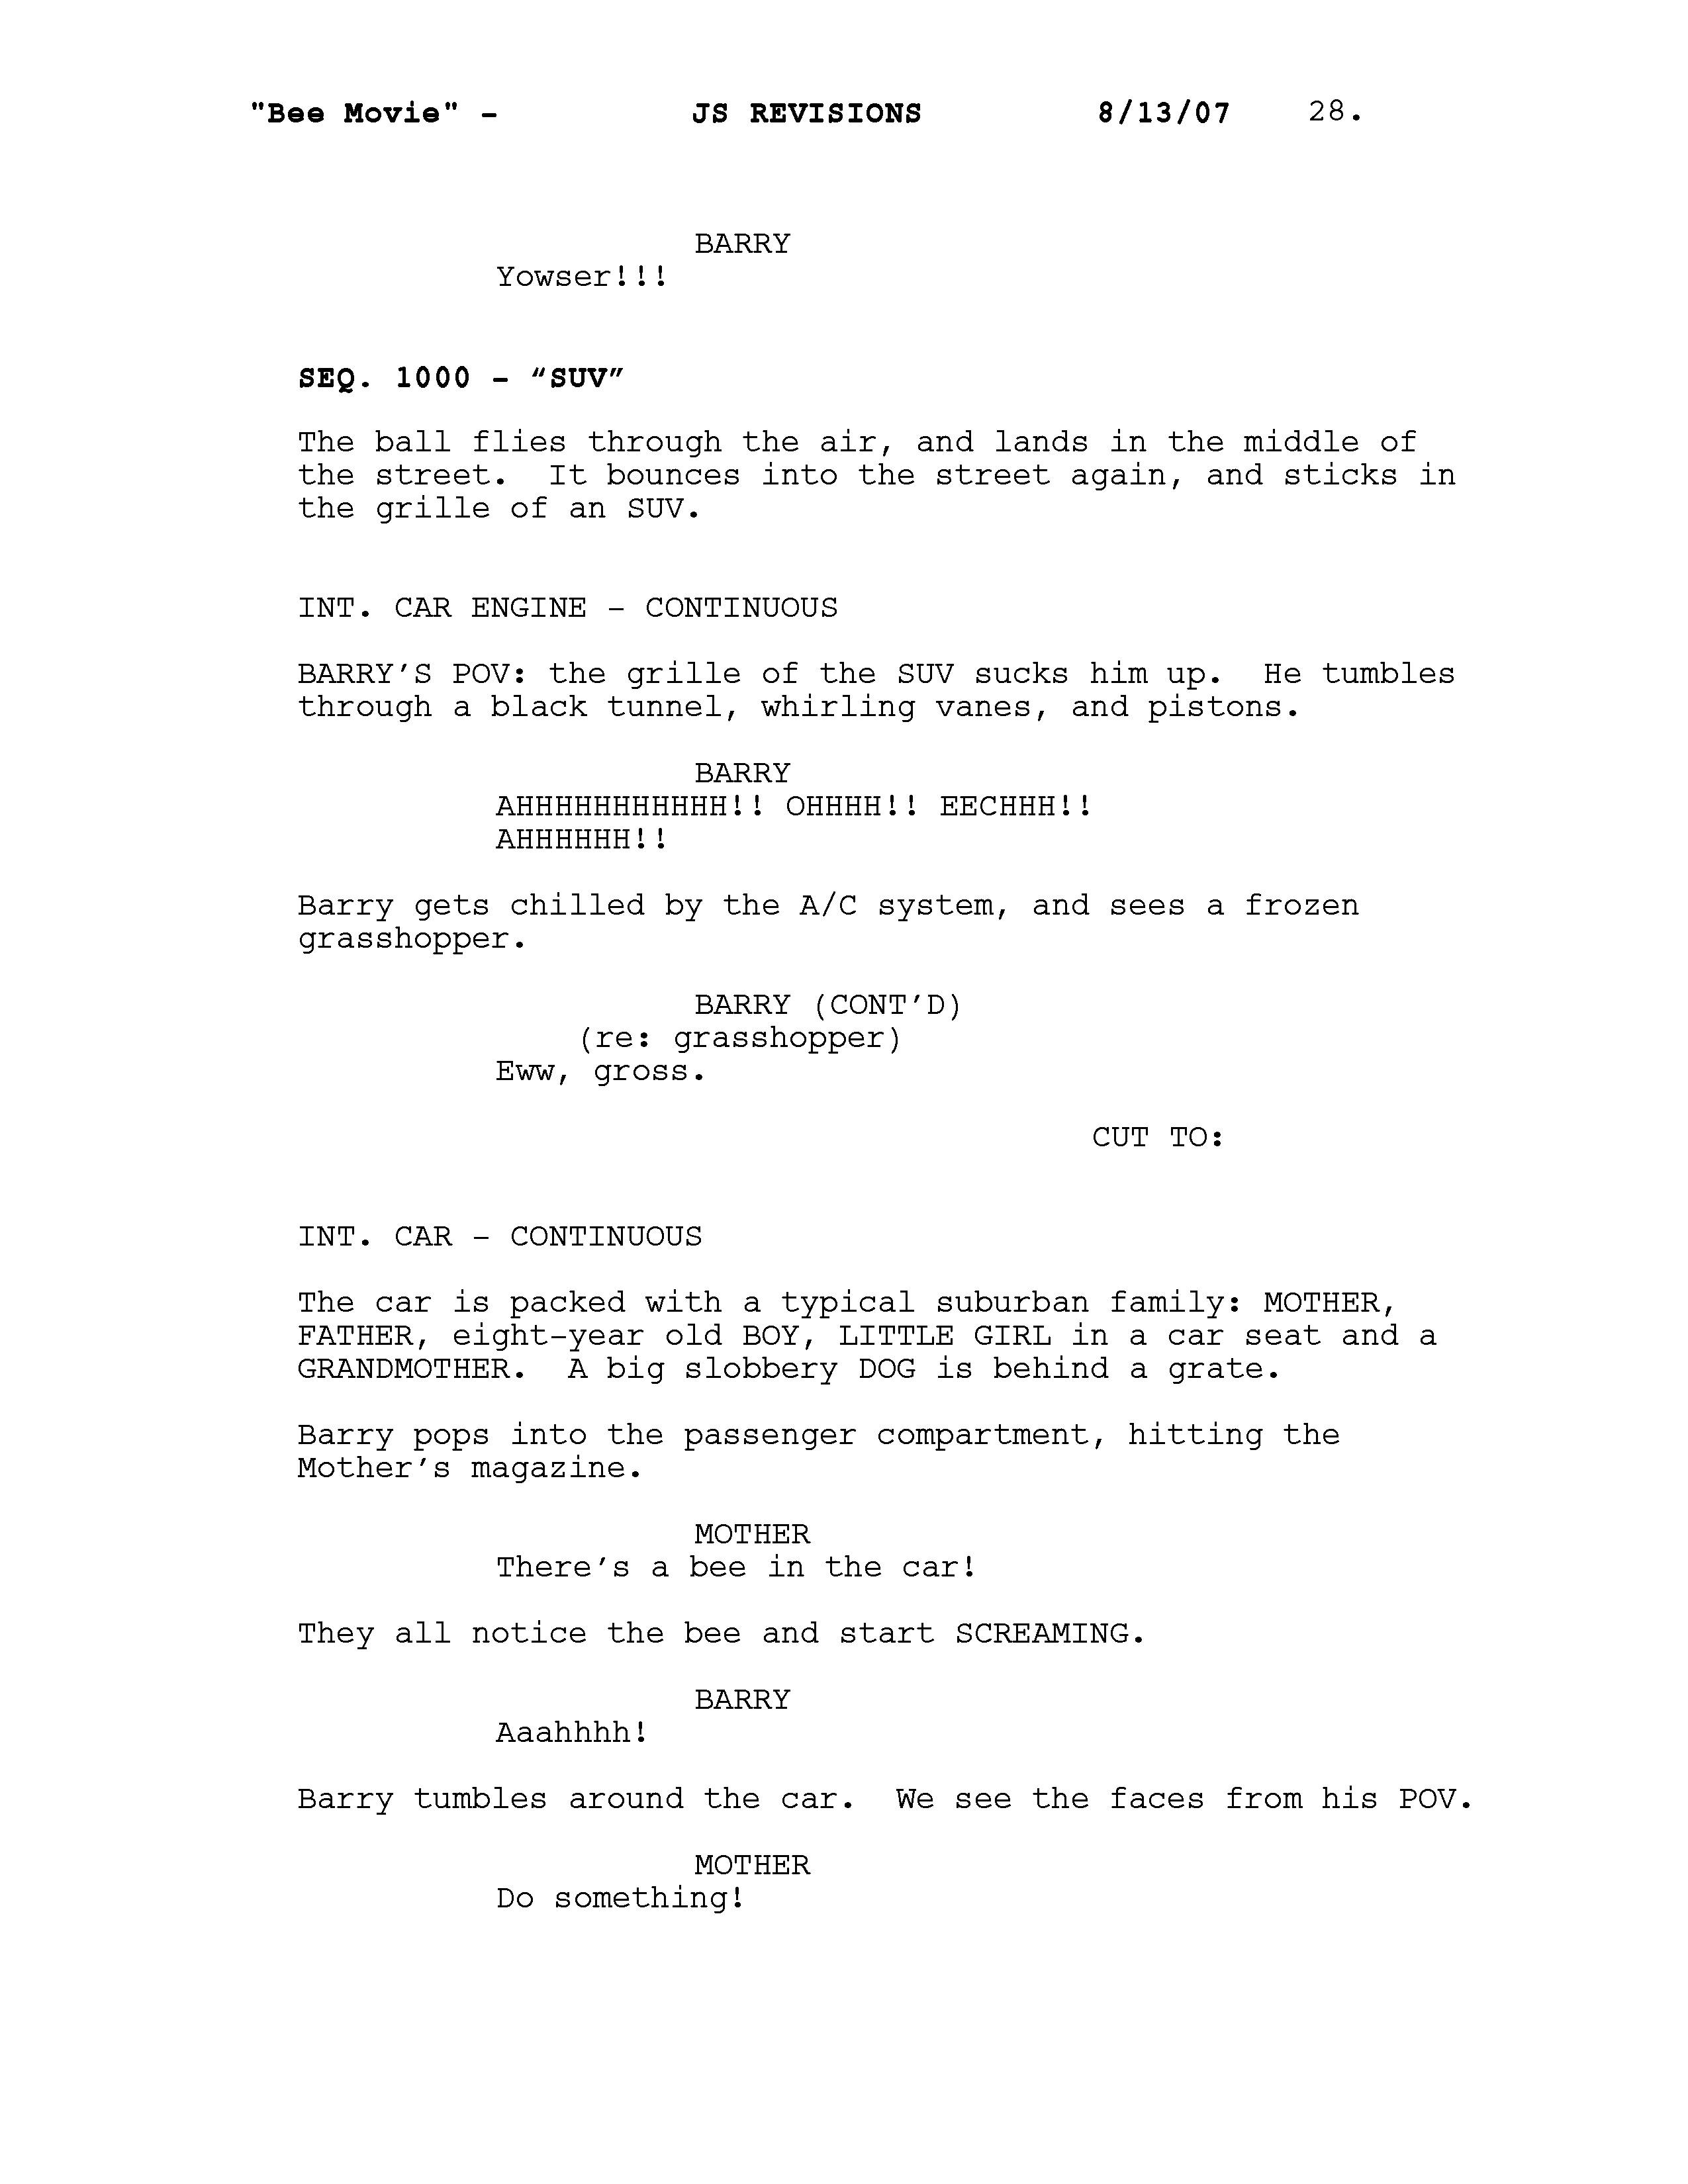 "Bee Movie" - JS REVISIONS 8/13/07 28.
BARRY
Yowser!!!
SEQ. 1000 - “SUV”
The ball flies through the air, and lands in the middle of
the street.  It bounces into the street again, and sticks in
the grille of an SUV.
INT. CAR ENGINE - CONTINUOUS
BARRY’S POV: the grille of the SUV sucks him up.  He tumbles
through a black tunnel, whirling vanes, and pistons.
BARRY
AHHHHHHHHHHH!! OHHHH!! EECHHH!!
AHHHHHH!!
Barry gets chilled by the A/C system, and sees a frozen
grasshopper.
BARRY (CONT’D)
(re: grasshopper)
Eww, gross.
CUT TO:
INT. CAR - CONTINUOUS
The car is packed with a typical suburban family: MOTHER,
FATHER, eight-year old BOY, LITTLE GIRL in a car seat and a
GRANDMOTHER.  A big slobbery DOG is behind a grate.
Barry pops into the passenger compartment, hitting the
Mother’s magazine.
MOTHER
There’s a bee in the car!
They all notice the bee and start SCREAMING.
BARRY
Aaahhhh!
Barry tumbles around the car.  We see the faces from his POV.
MOTHER
Do something!